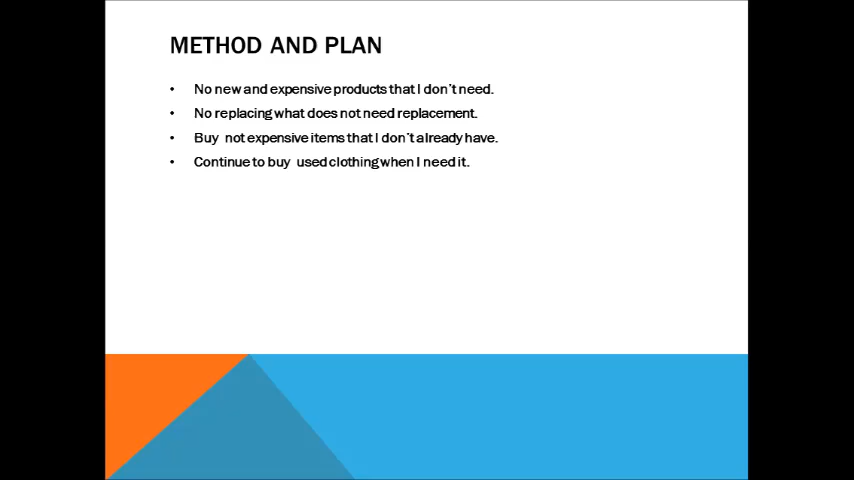 METHOD AND PLAN
• No new and expensive products that I don't need.
• No replacing what does not need replacement.
• Buy not expensive items that I don't already have.
• Continue to buy used clothing when I need it.